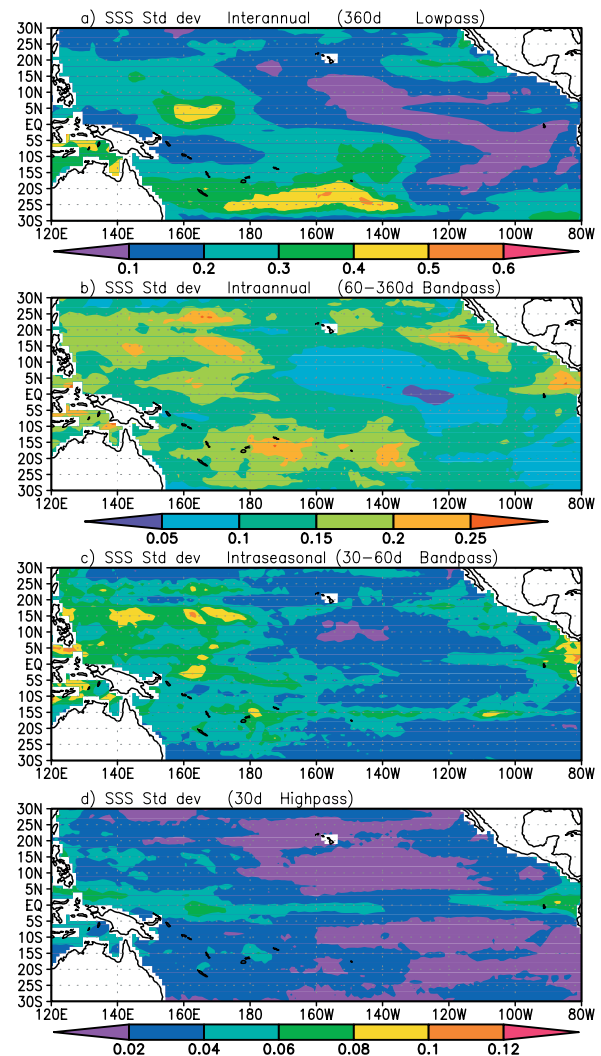 a) SSS Std dev Interannual (360d Lowpass)
30N
25N
20N
15N
10N
5N
EQ
5S
10S
15S
20S
25S
30S
120E 140E 160E 180 160W 140W 120W 100W 80W
0.1 0.2 0.3 0.4 0.5 0.6
b) SSS Std dev Intraannual (60-360d Bandpass)
30N
25N
20N
15N
10N
5N
EQ
5S
10S
15S
20S
25S
30S
120E 140E 160E 180 160W 140W 120W 100W 80W
0.05 0.1 0.15 0.2 0.25
c) SSS Std dev Intraseasonal (30-60d Bandpass)
30N
25N
20N
15N
10N
5N
EQ
5S
10S
15S
20S
25S
30S
120E 140E 160E 180 160W 140W 120W 100W 80W
d) SSS Std dev (30d Highpass)
30N
25N
20N
15N
10N
5N
EQ
5S
10S
15S
20S
25S
30S
120E 140E 160E 180 160W 140W 120W 100W 80W
0.02 0.04 0.06 0.08 0.1 0.12